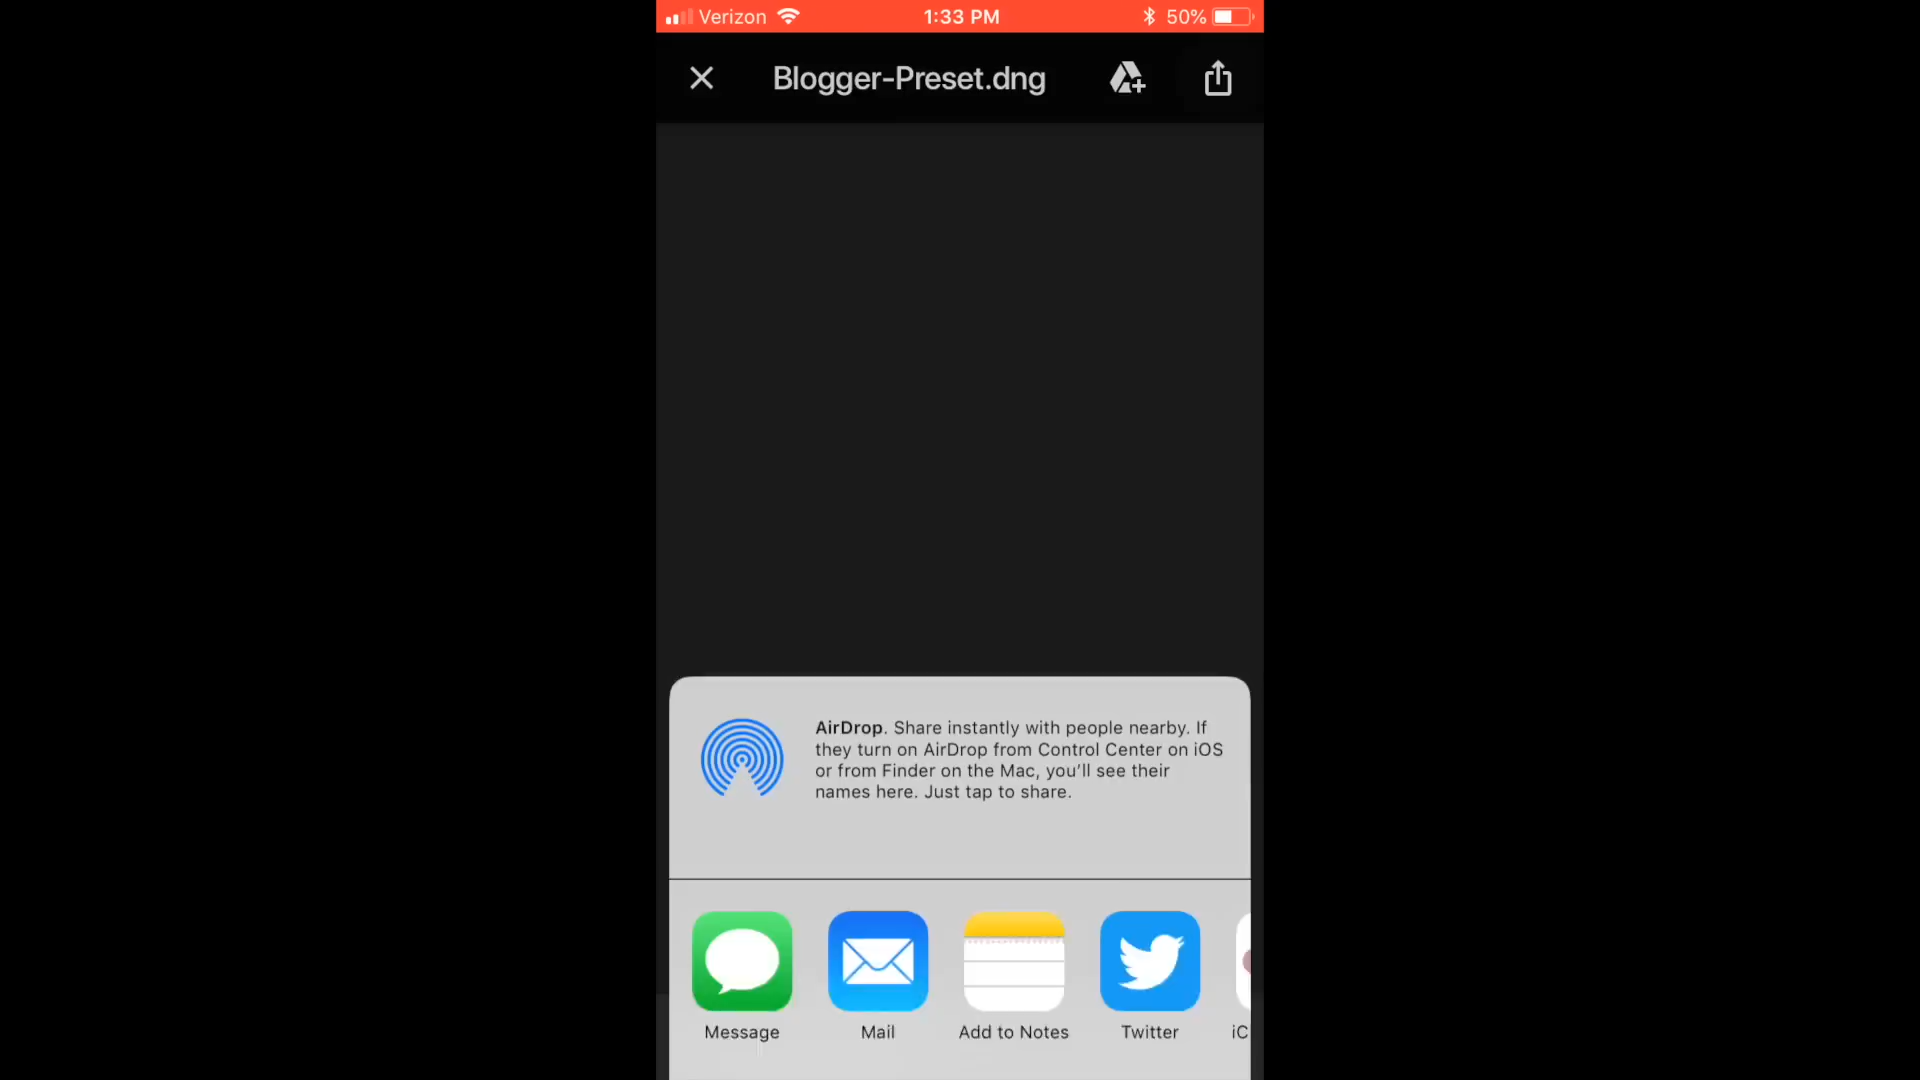 Verizon 1:33 PM 50%
Blogger-Preset.dng
AirDrop. Share instantly with people nearby. If
they turn on AirDrop from Control Center on iOS
or from Finder on the Mac, you'll see their
names here. Just tap to share.
Message Mail Add to Notes Twitter iC